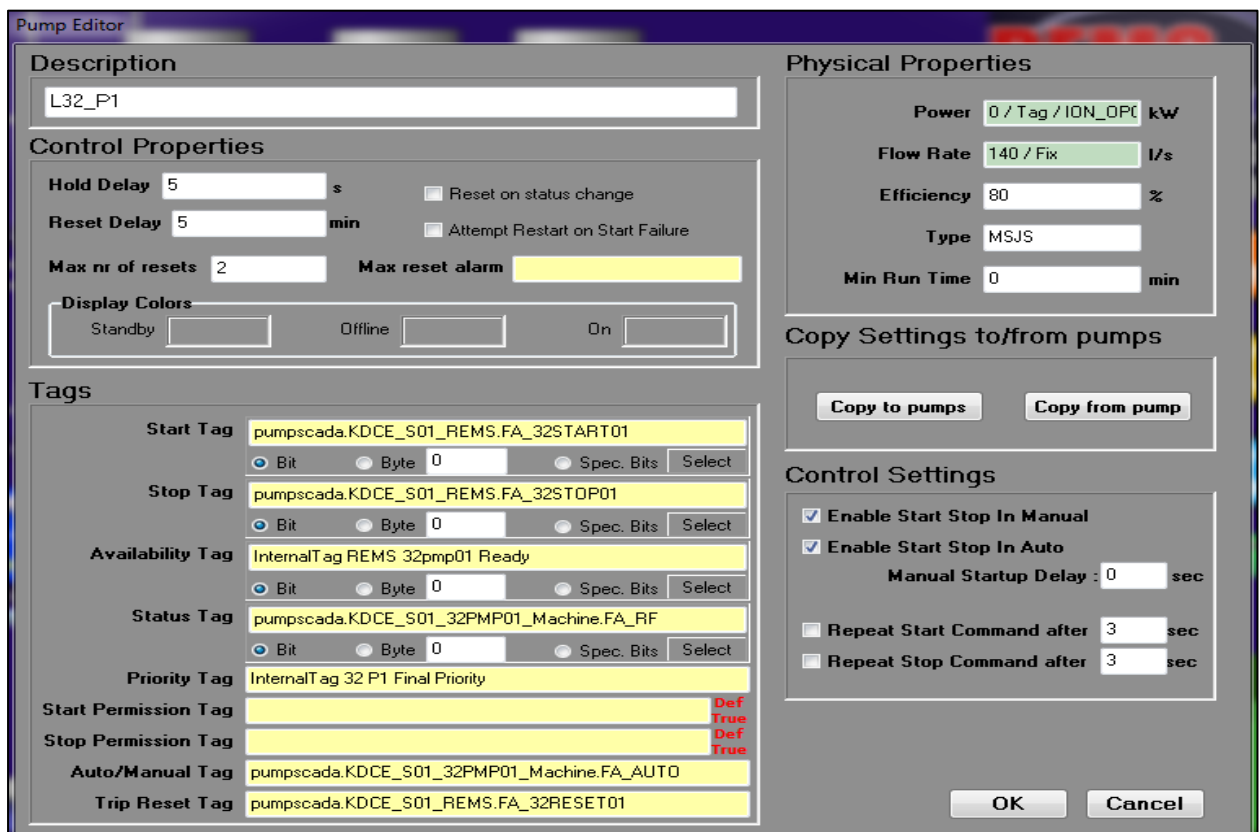 Pump Editor
Description
L32_P1
Control Properties
Hold Delay 5 s
Reset on status change
Reset Delay 5 min
Attempt Restart on Start Failure
Max nr of resets 2 Max reset alarm
Display Colors
Standby Offline On
Tags
Start Tag pumpscada.KDCE_S01_REMS.FA_32START01
Bit Byte 0 Spec. Bits Select
Stop Tag pumpscada.KDCE_S01_REMS.FA_32STOP01
Bit Byte 0 Spec. Bits Select
Availability Tag InternalTag REMS 32pmp01 Ready
Bit Byte 0 Spec. Bits Select
Status Tag pumpscada.KDCE_S01_32PMP01_Machine.FA_RF
Bit Byte 0 Spec. Bits Select
Priority Tag InternalTag 32 P1 Final Priority
Start Permission Tag Def True
Stop Permission Tag Def True
Auto/Manual Tag pumpscada.KDCE_S01_32PMP01_Machine.FA_AUTO
Trip Reset Tag pumpscada.KDCE_S01_REMS.FA_32RESET01
Physical Properties
Power 0 / Tag / ION_OPC kW
Flow Rate 140 / Fix l/s
Efficiency 80 %
Type MSJS
Min Run Time 0 min
Copy Settings to/from pumps
Copy to pumps Copy from pump
Control Settings
Enable Start Stop In Manual
Enable Start Stop In Auto
Manual Startup Delay : 0 sec
Repeat Start Command after 3 sec
Repeat Stop Command after 3 sec
OK Cancel